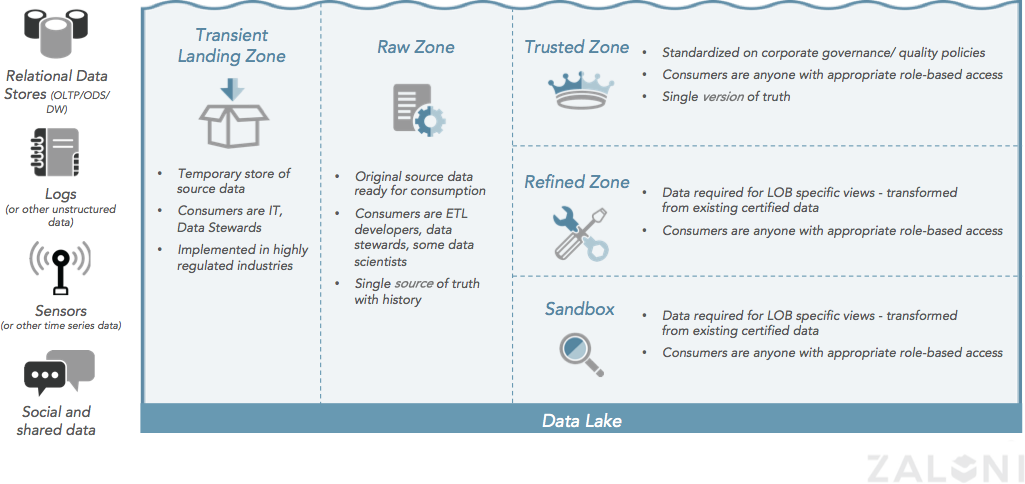 Relational Data
Stores (OLTP/ODS/
DW)
Logs
(or other unstructured
data)
Sensors
(or other time series data)
Social and
shared data
Transient
Landing Zone
• Temporary store of
source data
• Consumers are IT,
Data Stewards
• Implemented in highly
regulated industries
Raw Zone
• Original source data
ready for consumption
• Consumers are ETL
developers, data
stewards, some data
scientists
• Single source of truth
with history
Trusted Zone
• Standardized on corporate governance/ quality policies
• Consumers are anyone with appropriate role-based access
• Single version of truth
Refined Zone
• Data required for LOB specific views - transformed
from existing certified data
• Consumers are anyone with appropriate role-based access
Sandbox
• Data required for LOB specific views - transformed
from existing certified data
• Consumers are anyone with appropriate role-based access
Data Lake
ZALONI